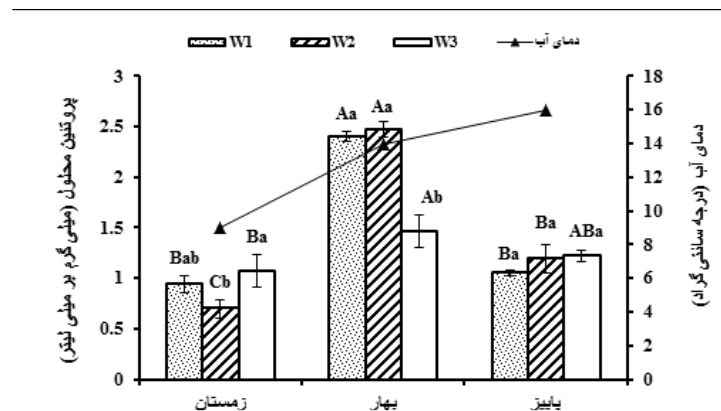 W1 W2 W3 دمای آب
پروتئین محلول (میلی گرم بر میلی لیتر)
3
2.5
2
1.5
1
0.5
0
Bab
Cb
Ba
Aa
Aa
Ab
Ba
Ba
ABa
18
16
14
12
10
8
6
4
2
0
دمای آب (درجه سانتی گراد)
زمستان
بهار
پاییز